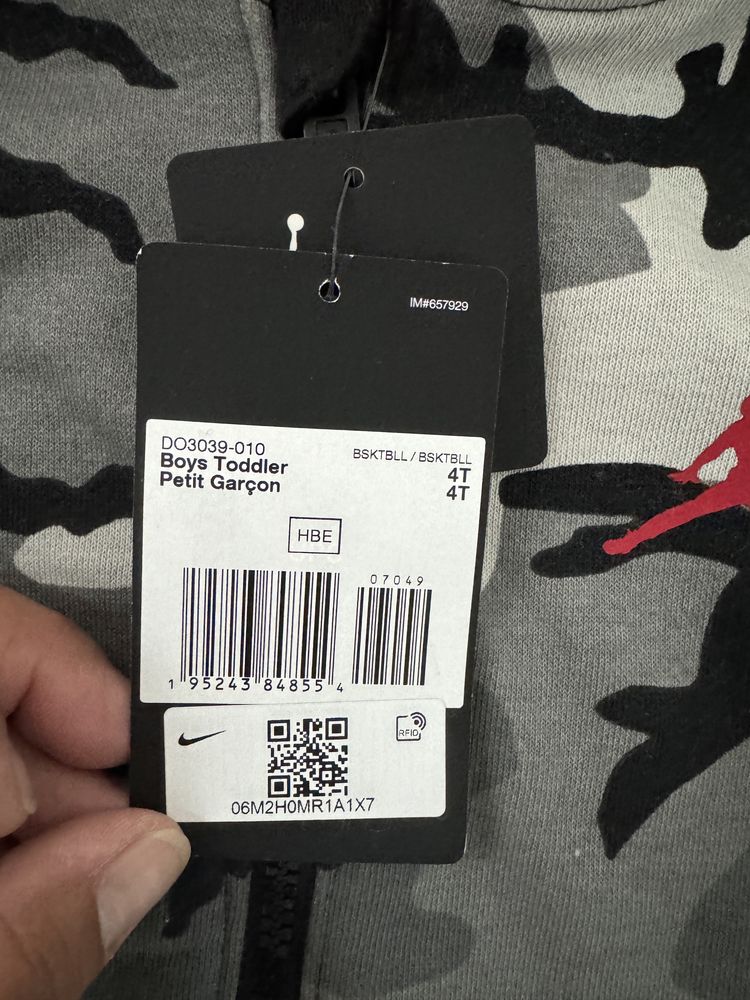 IM#657929
DO3039-010
Boys Toddler
Petit Garçon
BSKTBLL / BSKTBLL
4T
4T
HBE
07049
1 95243 84855 4
RFID
06M2H0MR1A1X7